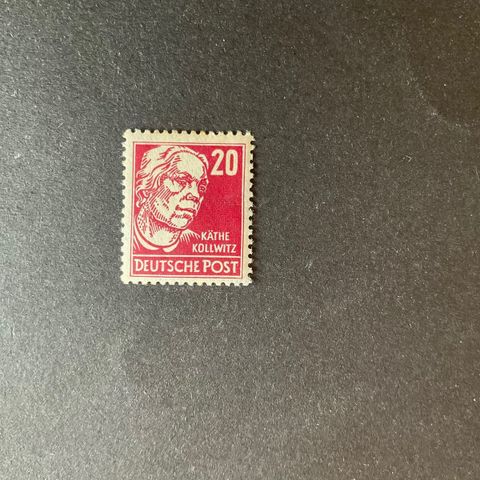 20
KÄTHE
KOLLWITZ
DEUTSCHE POST